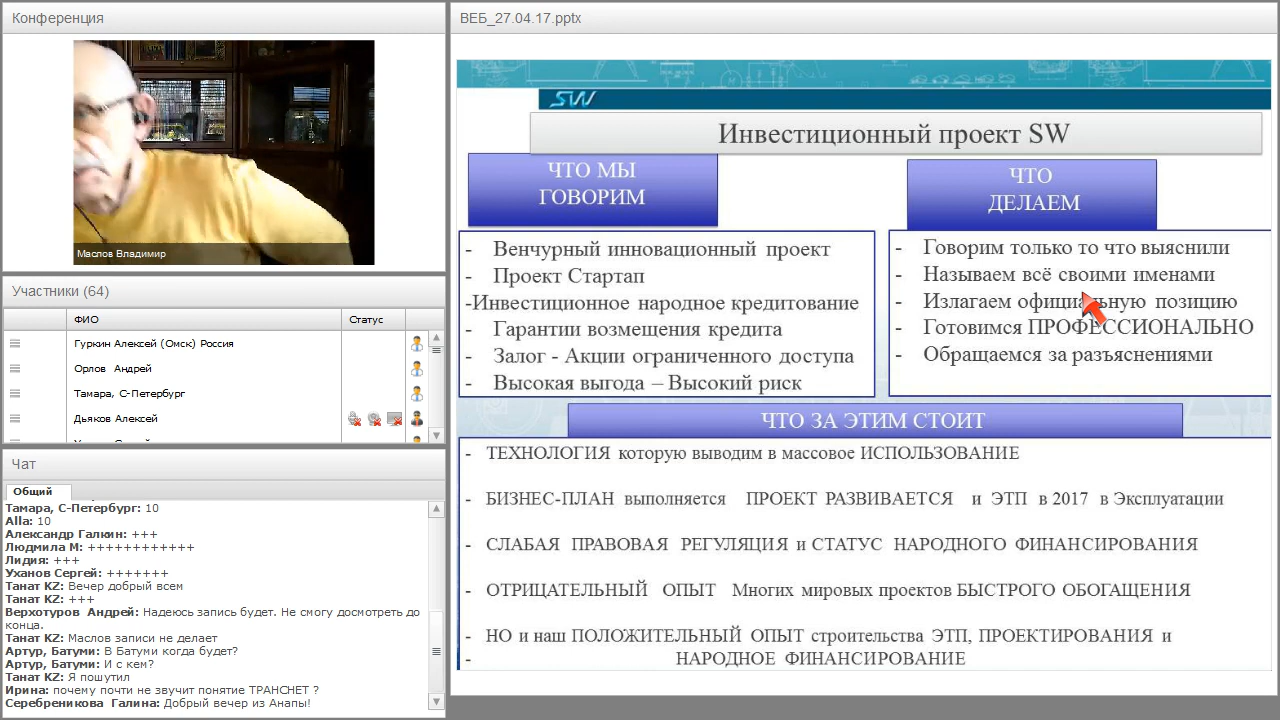 Конференция
Маслов Владимир
Участники (64)
ФИО
Статус
Гуркин Алексей (Омск) Россия
Орлов Андрей
Тамара, С-Петербург
Дьяков Алексей
Чат
Общий
Тамара, С-Петербург: 10
Alla: 10
Александр Галкин: +++
Людмила М: ++++++++++++
Лидия: +++
Уханов Сергей: +++++++
Танат KZ: Вечер добрый всем
Танат KZ: +++
Верхотуров Андрей: Надеюсь запись будет. Не смогу досмотреть до
конца.
Танат KZ: Маслов записи не делает
Артур, Батуми: В Батуми когда будет?
Артур, Батуми: И с кем?
Танат KZ: Я пошутил
Ирина: почему почти не звучит понятие ТРАНСНЕТ ?
Серебреникова Галина: Добрый вечер из Анапы!
ВЕБ_27.04.17.pptx
SW
Инвестиционный проект SW
ЧТО МЫ
ГОВОРИМ
- Венчурный инновационный проект
- Проект Стартап
-Инвестиционное народное кредитование
- Гарантии возмещения кредита
- Залог - Акции ограниченного доступа
- Высокая выгода – Высокий риск
ЧТО
ДЕЛАЕМ
- Говорим только то что выяснили
- Называем всё своими именами
- Излагаем официальную позицию
- Готовимся ПРОФЕССИОНАЛЬНО
- Обращаемся за разъяснениями
ЧТО ЗА ЭТИМ СТОИТ
- ТЕХНОЛОГИЯ которую выводим в массовое ИСПОЛЬЗОВАНИЕ
- БИЗНЕС-ПЛАН выполняется ПРОЕКТ РАЗВИВАЕТСЯ и ЭТП в 2017 в Эксплуатации
- СЛАБАЯ ПРАВОВАЯ РЕГУЛЯЦИЯ и СТАТУС НАРОДНОГО ФИНАНСИРОВАНИЯ
- ОТРИЦАТЕЛЬНЫЙ ОПЫТ Многих мировых проектов БЫСТРОГО ОБОГАЩЕНИЯ
- НО и наш ПОЛОЖИТЕЛЬНЫЙ ОПЫТ строительства ЭТП, ПРОЕКТИРОВАНИЯ и
- НАРОДНОЕ ФИНАНСИРОВАНИЕ